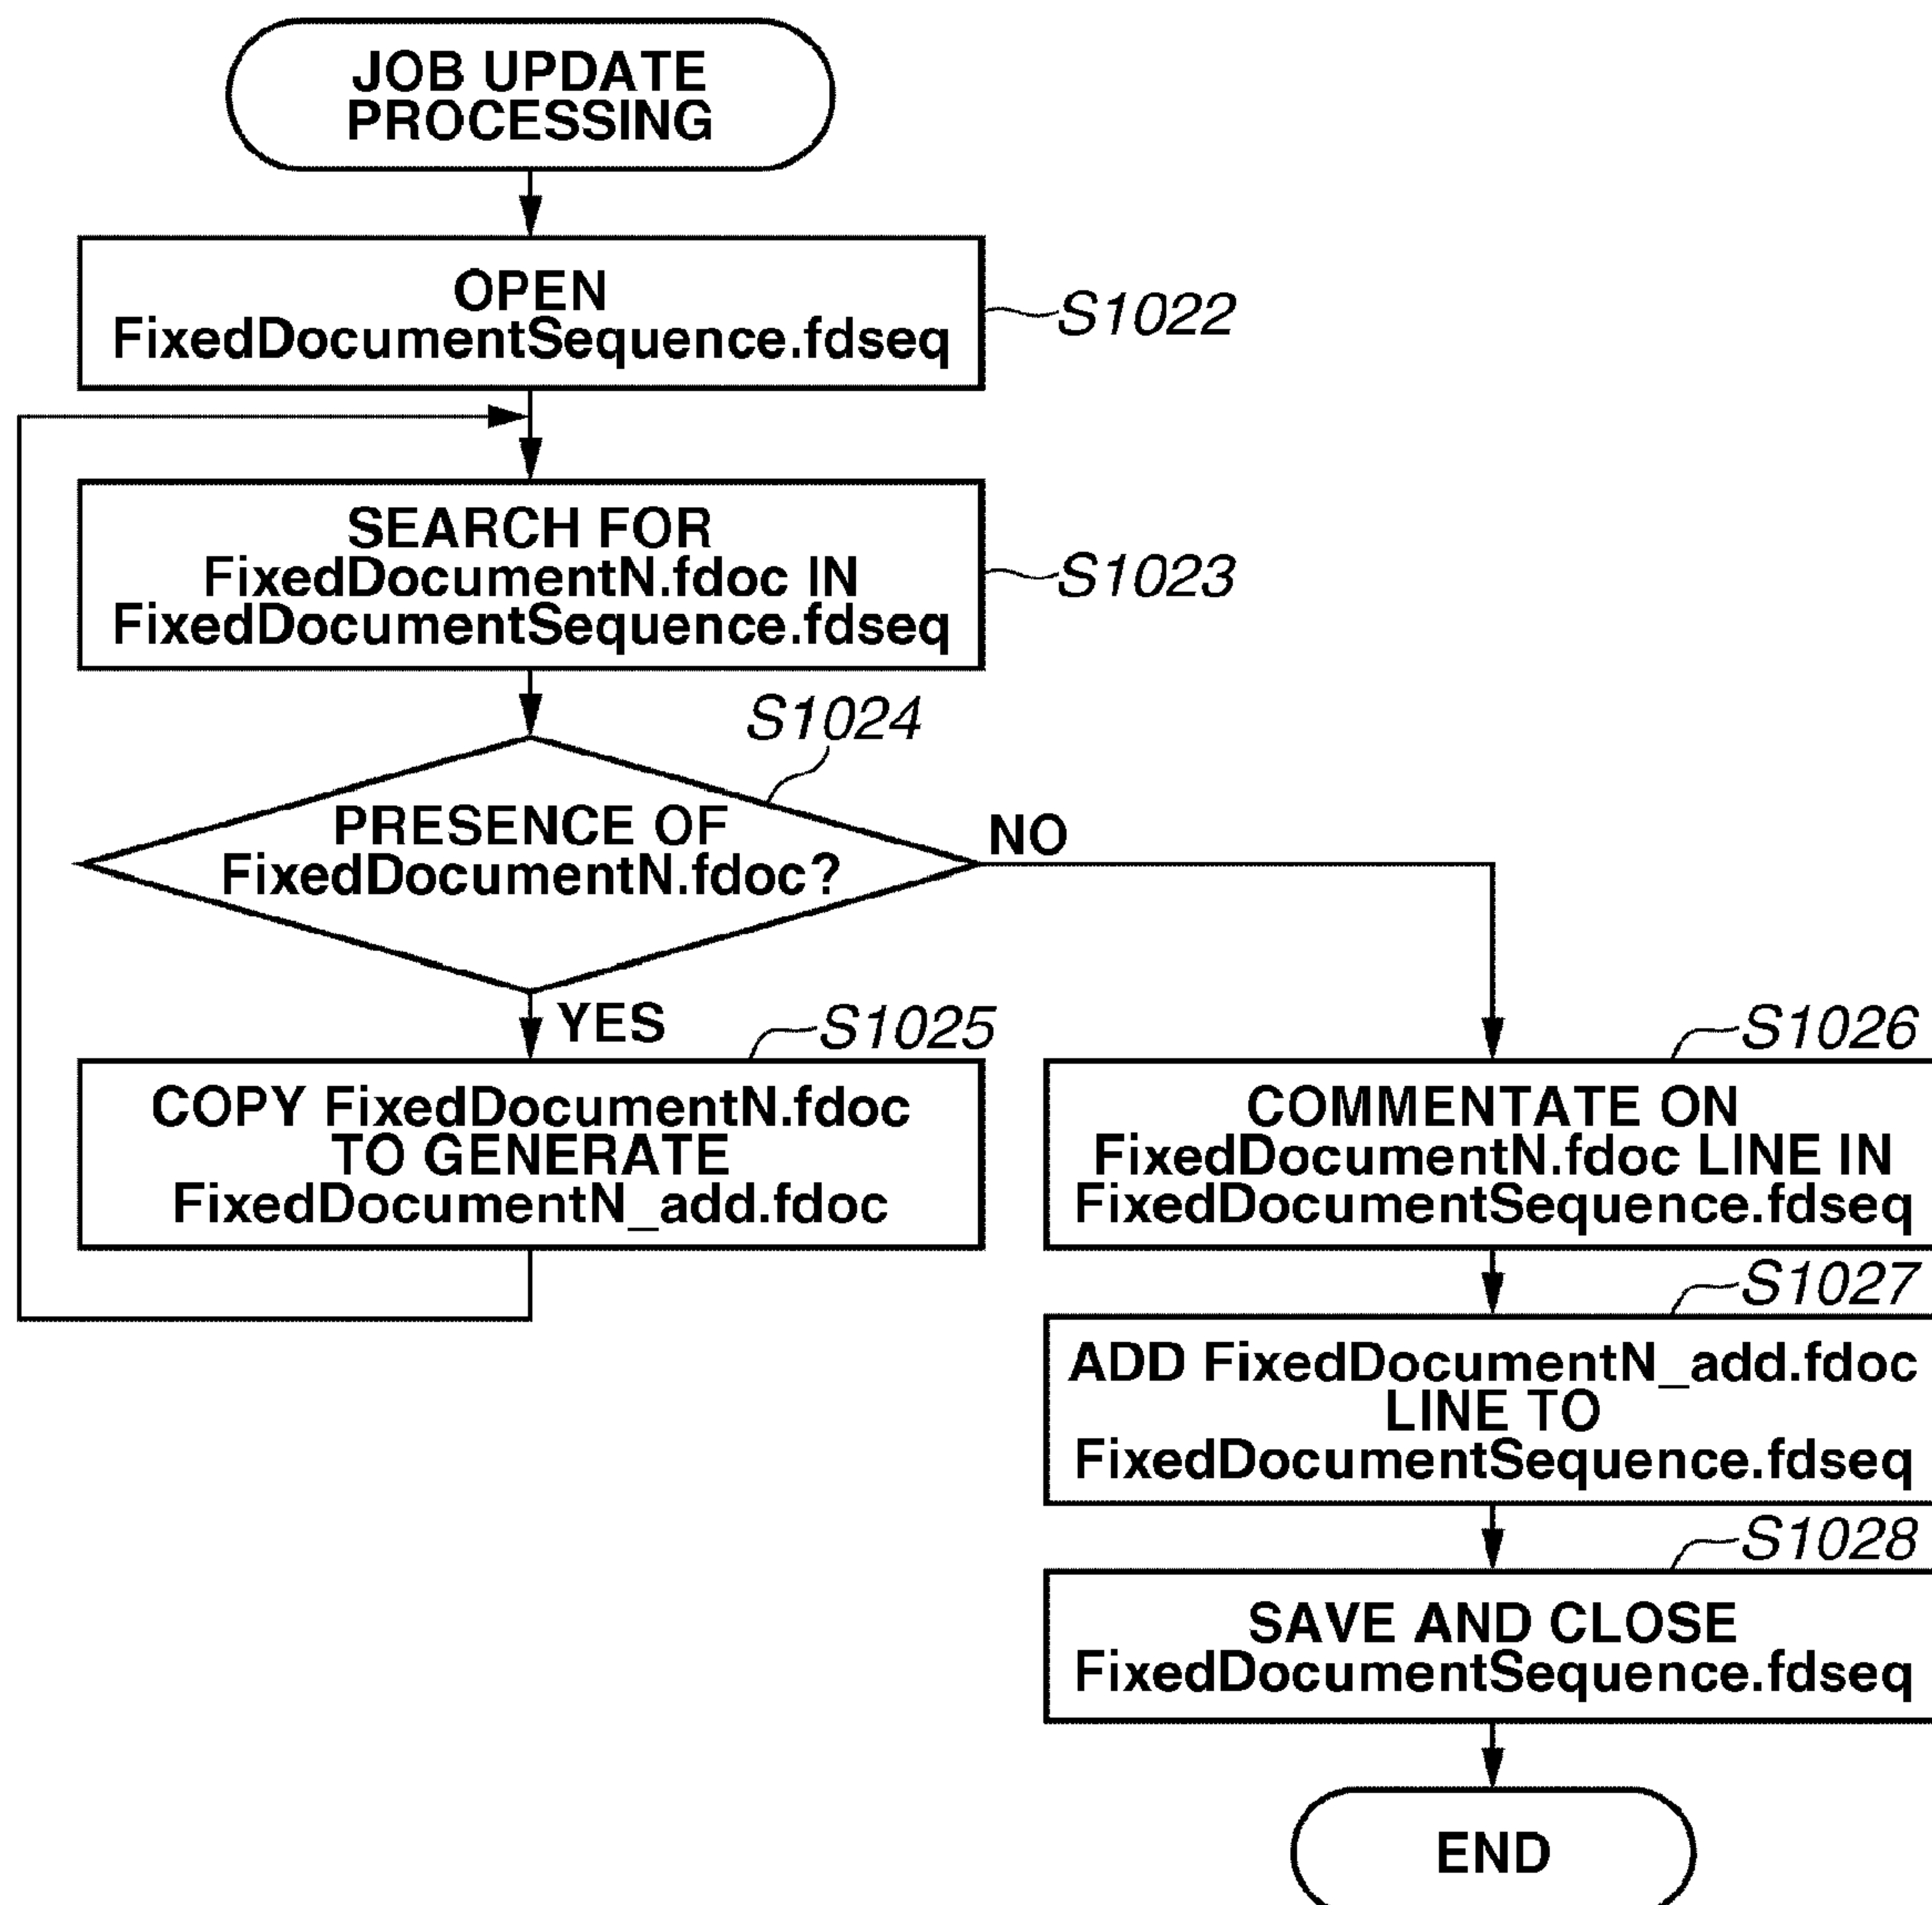 JOB UPDATE
PROCESSING
OPEN
FixedDocumentSequence.fdseq
S1022
SEARCH FOR
FixedDocumentN.fdoc IN
FixedDocumentSequence.fdseq
S1023
S1024
PRESENCE OF
FixedDocumentN.fdoc?
NO
YES
S1025
COPY FixedDocumentN.fdoc
TO GENERATE
FixedDocumentN_add.fdoc
S1026
COMMENTATE ON
FixedDocumentN.fdoc LINE IN
FixedDocumentSequence.fdseq
S1027
ADD FixedDocumentN_add.fdoc
LINE TO
FixedDocumentSequence.fdseq
S1028
SAVE AND CLOSE
FixedDocumentSequence.fdseq
END